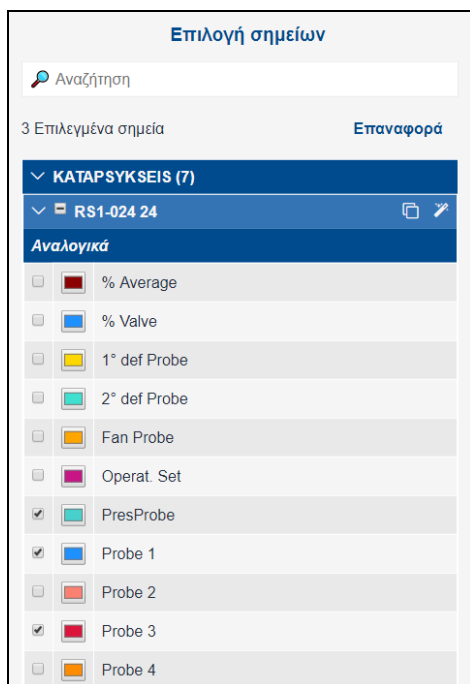 Επιλογή σημείων
Αναζήτηση
3 Επιλεγμένα σημεία Επαναφορά
KATAPSYKSEIS (7)
RS1-024 24
Αναλογικά
% Average
% Valve
1° def Probe
2° def Probe
Fan Probe
Operat. Set
PresProbe
Probe 1
Probe 2
Probe 3
Probe 4